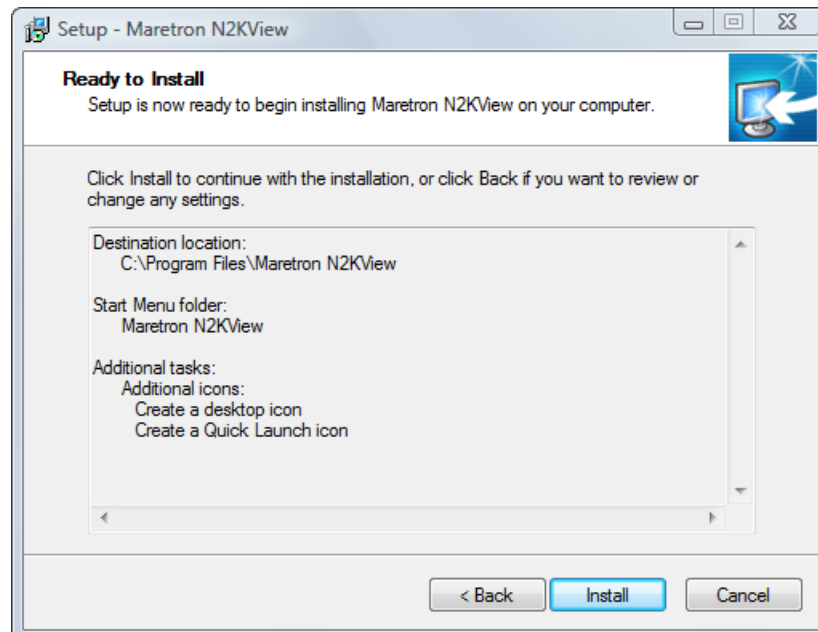 Setup - Maretron N2KView
Ready to Install
Setup is now ready to begin installing Maretron N2KView on your computer.
Click Install to continue with the installation, or click Back if you want to review or
change any settings.
Destination location:
C:\Program Files\Maretron N2KView
Start Menu folder:
Maretron N2KView
Additional tasks:
Additional icons:
Create a desktop icon
Create a Quick Launch icon
< Back
Install
Cancel